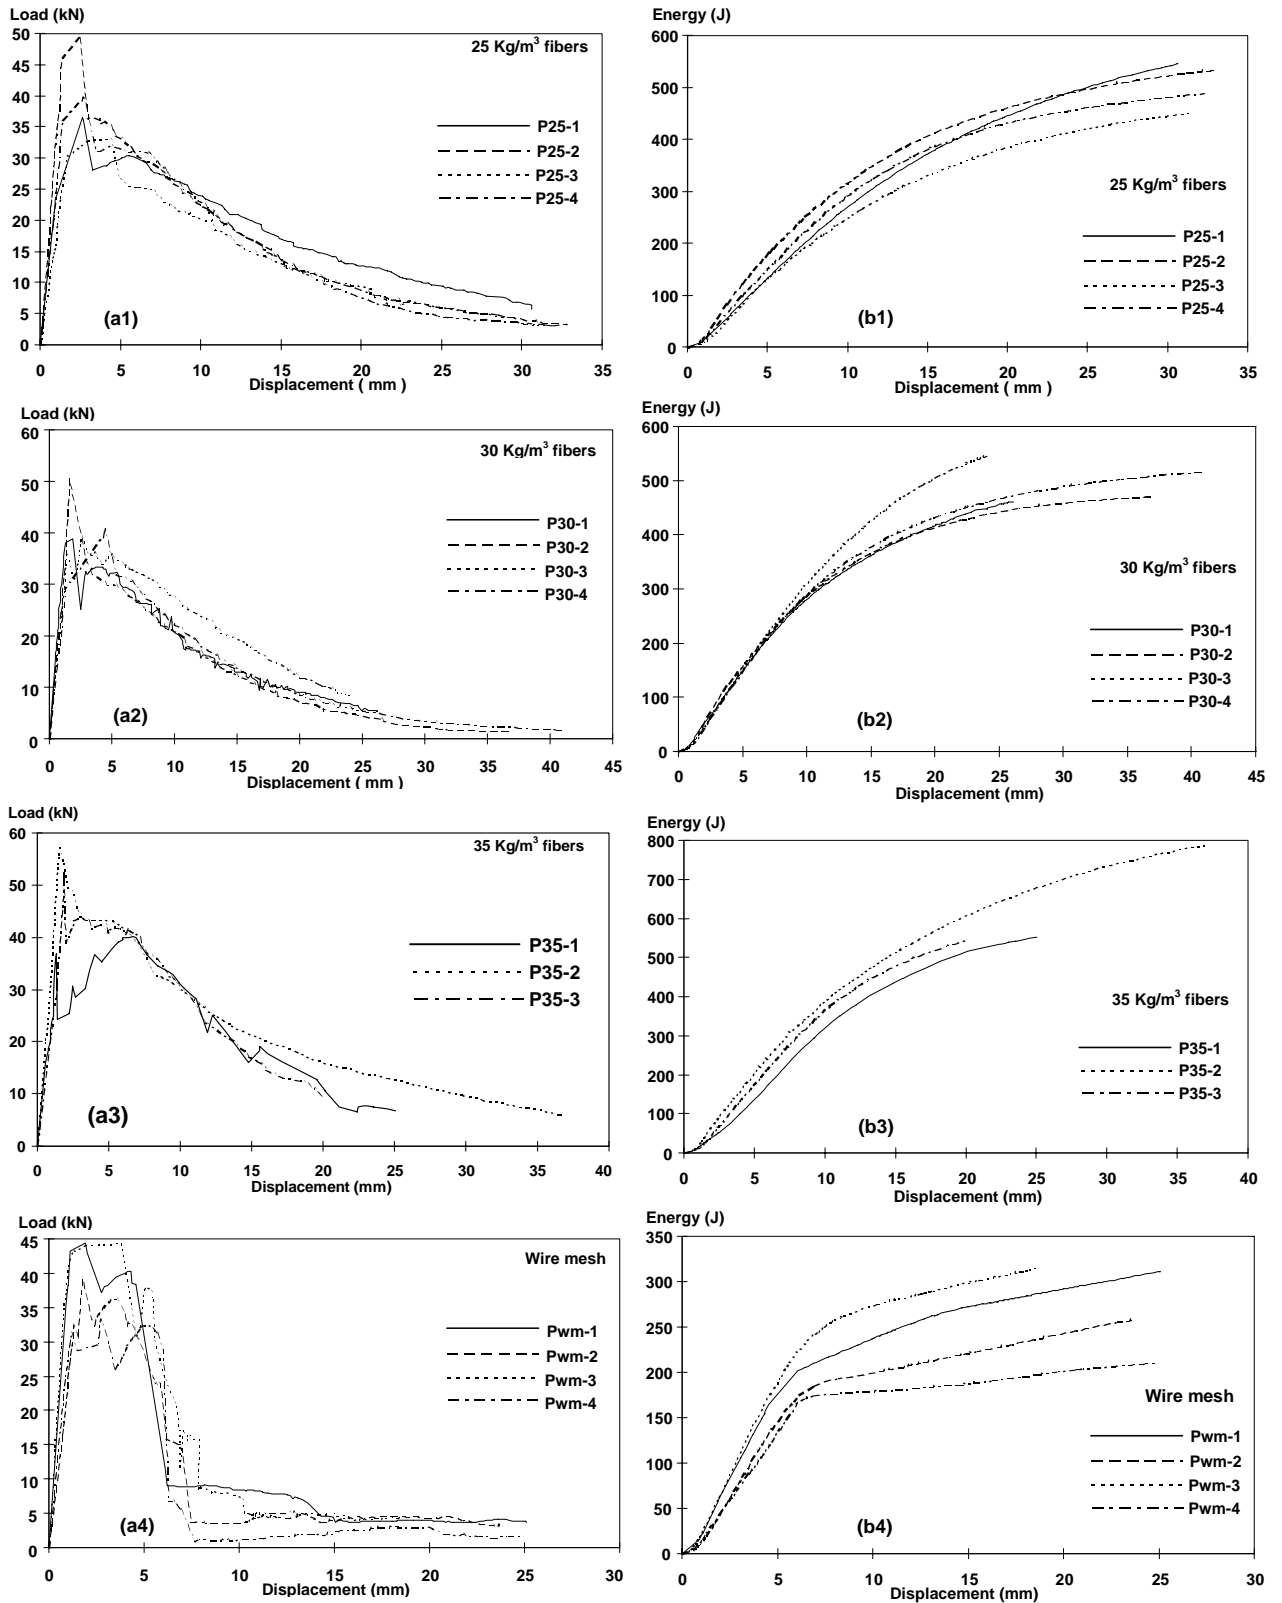 Load (kN)
50
45
40
35
30
25
20
15
10
5
0
25 Kg/m³ fibers
P25-1
P25-2
P25-3
P25-4
(a1)
0 5 10 15 20 25 30 35
Displacement ( mm )
Energy (J)
600
500
400
300
200
100
0
25 Kg/m³ fibers
P25-1
P25-2
P25-3
P25-4
(b1)
0 5 10 15 20 25 30 35
Displacement ( mm )
Load (kN)
60
50
40
30
20
10
0
30 Kg/m³ fibers
P30-1
P30-2
P30-3
P30-4
(a2)
0 5 10 15 20 25 30 35 40 45
Displacement ( mm )
Energy (J)
600
500
400
300
200
100
0
30 Kg/m³ fibers
P30-1
P30-2
P30-3
P30-4
(b2)
0 5 10 15 20 25 30 35 40 45
Displacement (mm)
Load (kN)
60
50
40
30
20
10
0
35 Kg/m³ fibers
P35-1
P35-2
P35-3
(a3)
0 5 10 15 20 25 30 35 40
Displacement (mm)
Energy (J)
800
700
600
500
400
300
200
100
0
35 Kg/m³ fibers
P35-1
P35-2
P35-3
(b3)
0 5 10 15 20 25 30 35 40
Displacement (mm)
Load (kN)
45
40
35
30
25
20
15
10
5
0
Wire mesh
Pwm-1
Pwm-2
Pwm-3
Pwm-4
(a4)
0 5 10 15 20 25 30
Displacement (mm)
Energy (J)
350
300
250
200
150
100
50
0
Wire mesh
Pwm-1
Pwm-2
Pwm-3
Pwm-4
(b4)
0 5 10 15 20 25 30
Displacement (mm)